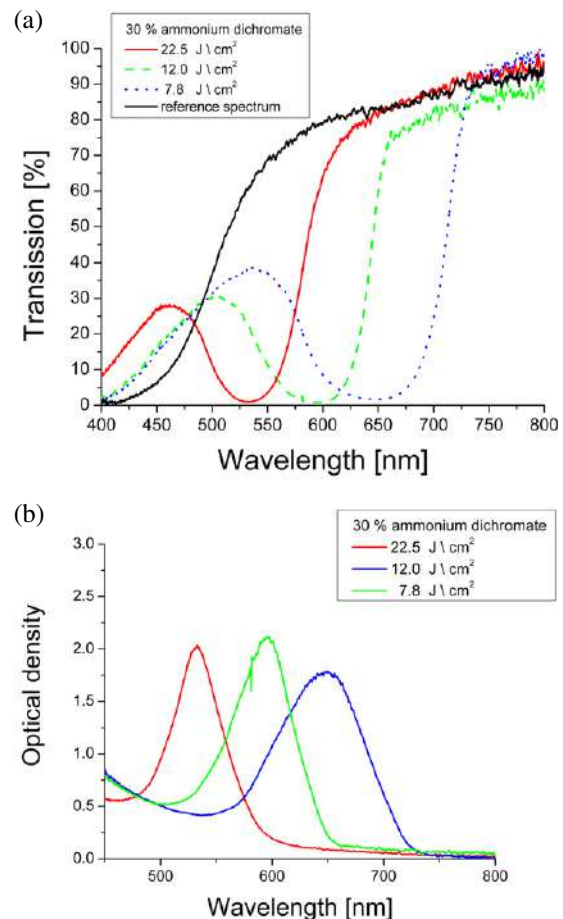 (a)
30 % ammonium dichromate
22.5 J \ cm2
12.0 J \ cm2
7.8 J \ cm2
reference spectrum
100
90
80
70
60
50
40
30
20
10
0
Transission [%]
400 450 500 550 600 650 700 750 800
Wavelength [nm]
(b)
30 % ammonium dichromate
22.5 J \ cm2
12.0 J \ cm2
7.8 J \ cm2
3.0
2.5
2.0
1.5
1.0
0.5
0.0
Optical density
500 600 700 800
Wavelength [nm]